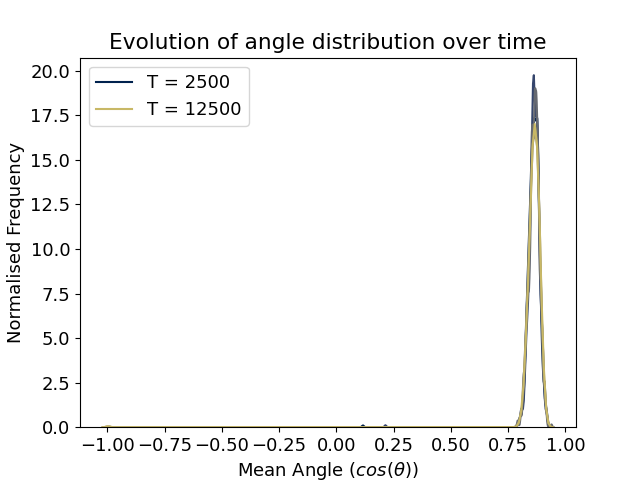 Evolution of angle distribution over time
T = 2500
T = 12500
Normalised Frequency
20.0
17.5
15.0
12.5
10.0
7.5
5.0
2.5
0.0
−1.00 −0.75 −0.50 −0.25 0.00 0.25 0.50 0.75 1.00
Mean Angle (cos(θ))